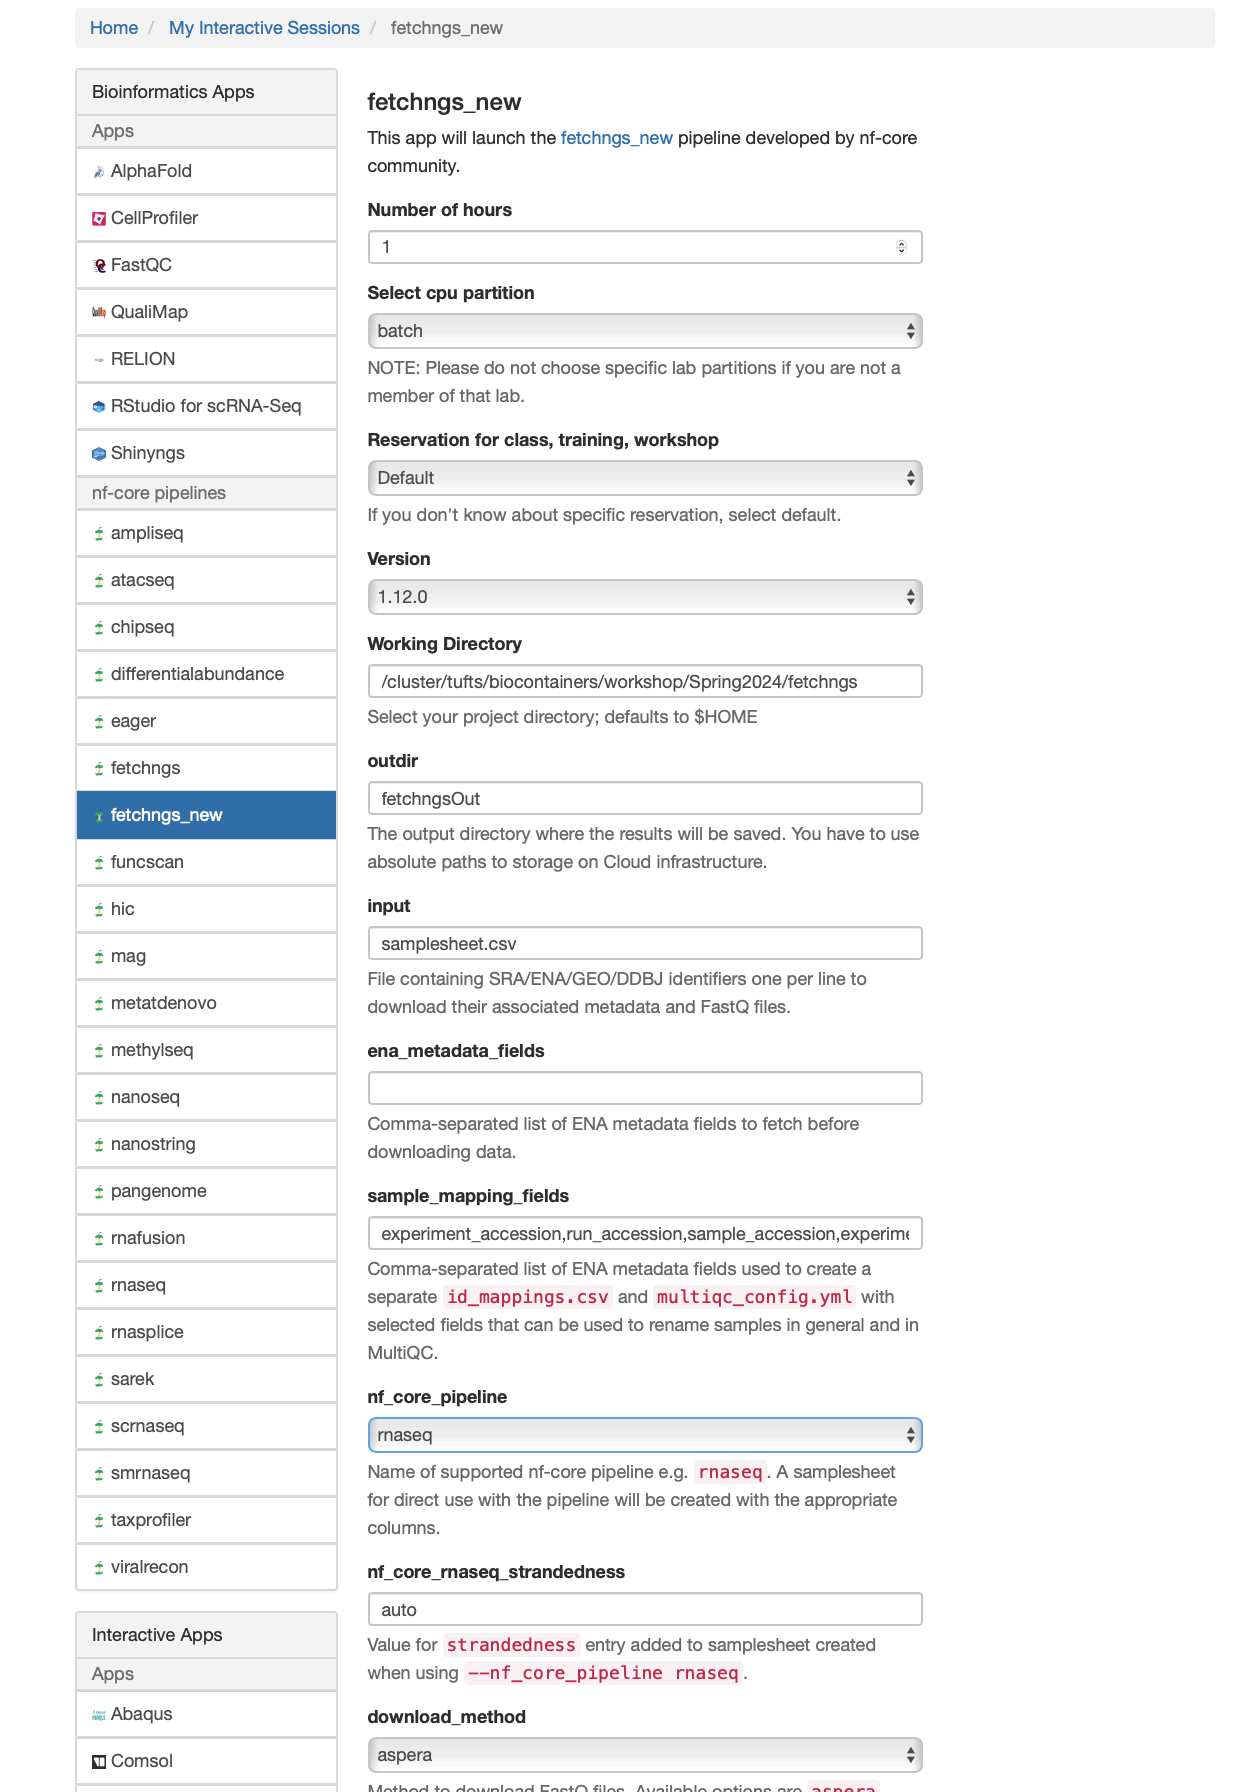 Home / My Interactive Sessions / fetchngs_new
Bioinformatics Apps
Apps
AlphaFold
CellProfiler
FastQC
QualiMap
RELION
RStudio for scRNA-Seq
Shinyngs
nf-core pipelines
ampliseq
atacseq
chipseq
differentialabundance
eager
fetchngs
fetchngs_new
funcscan
hic
mag
metatdenovo
methylseq
nanoseq
nanostring
pangenome
rnafusion
rnaseq
rnasplice
sarek
scrnaseq
smrnaseq
taxprofiler
viralrecon
Interactive Apps
Apps
Abaqus
Comsol
fetchngs_new
This app will launch the fetchngs_new pipeline developed by nf-core
community.
Number of hours
1
Select cpu partition
batch
NOTE: Please do not choose specific lab partitions if you are not a
member of that lab.
Reservation for class, training, workshop
Default
If you don't know about specific reservation, select default.
Version
1.12.0
Working Directory
/cluster/tufts/biocontainers/workshop/Spring2024/fetchngs
Select your project directory; defaults to $HOME
outdir
fetchngsOut
The output directory where the results will be saved. You have to use
absolute paths to storage on Cloud infrastructure.
input
samplesheet.csv
File containing SRA/ENA/GEO/DDBJ identifiers one per line to
download their associated metadata and FastQ files.
ena_metadata_fields
Comma-separated list of ENA metadata fields to fetch before
downloading data.
sample_mapping_fields
experiment_accession,run_accession,sample_accession,experime
Comma-separated list of ENA metadata fields used to create a
separate id_mappings.csv and multiqc_config.yml with
selected fields that can be used to rename samples in general and in
MultiQC.
nf_core_pipeline
rnaseq
Name of supported nf-core pipeline e.g. rnaseq. A samplesheet
for direct use with the pipeline will be created with the appropriate
columns.
nf_core_rnaseq_strandedness
auto
Value for strandedness entry added to samplesheet created
when using --nf_core_pipeline rnaseq.
download_method
aspera
Method to download FastQ files. Available options are aspera